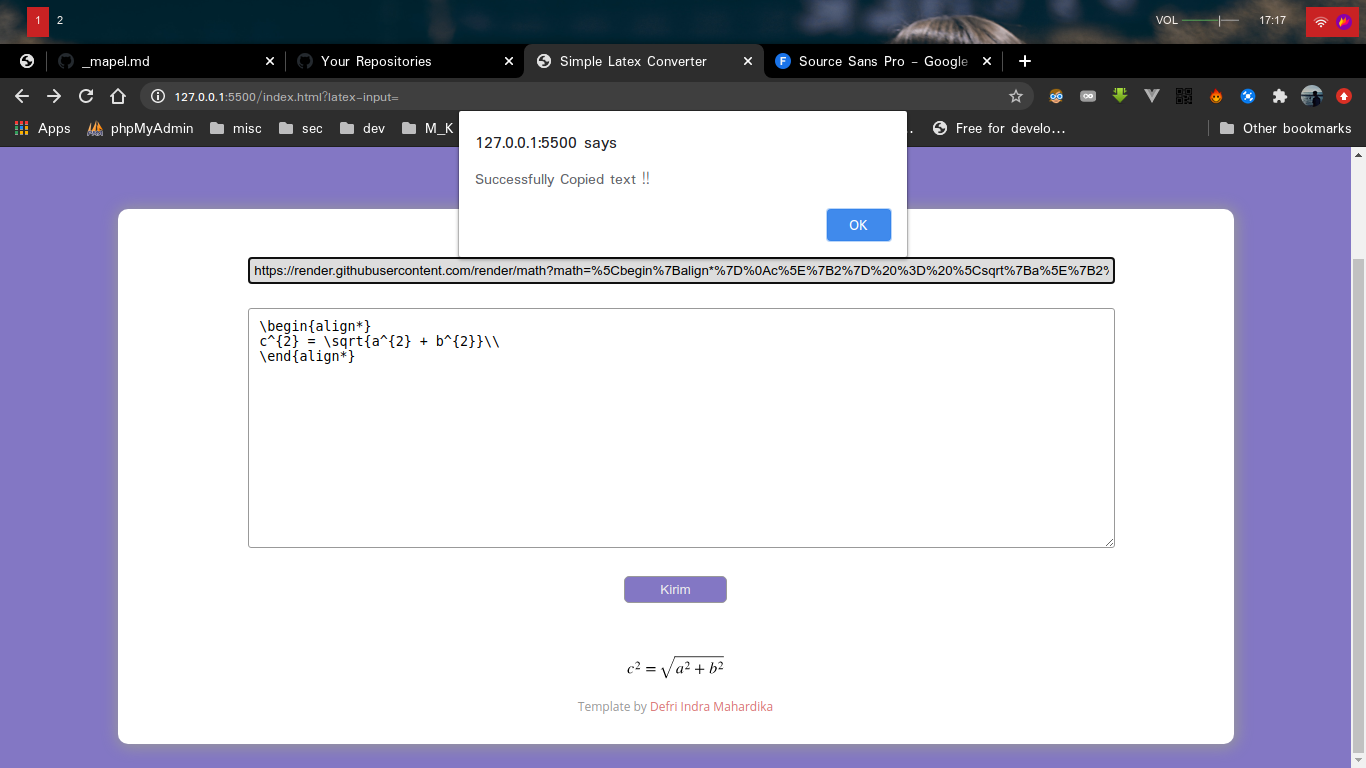 1 2 VOL 17:17
_mapel.md Your Repositories Simple Latex Converter Source Sans Pro – Google
127.0.0.1:5500/index.html?latex-input=
Apps phpMyAdmin misc sec dev M_K Free for develo... Other bookmarks
127.0.0.1:5500 says
Successfully Copied text !!
OK
https://render.githubusercontent.com/render/math?math=%5Cbegin%7Balign*%7D%0Ac%5E%7B2%7D%20%3D%20%5Csqrt%7Ba%5E%7B2%
\begin{align*}
c^{2} = \sqrt{a^{2} + b^{2}}\\
\end{align*}
Kirim
c² = √a² + b²
Template by Defri Indra Mahardika